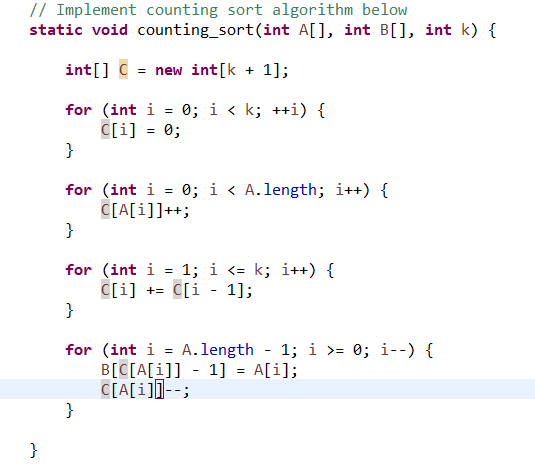 // Implement counting sort algorithm below
static void counting_sort(int A[], int B[], int k) {
int[] C = new int[k + 1];
for (int i = 0; i < k; ++i) {
C[i] = 0;
}
for (int i = 0; i < A.length; i++) {
C[A[i]]++;
}
for (int i = 1; i <= k; i++) {
C[i] += C[i - 1];
}
for (int i = A.length - 1; i >= 0; i--) {
B[C[A[i]] - 1] = A[i];
C[A[i]]--;
}
}